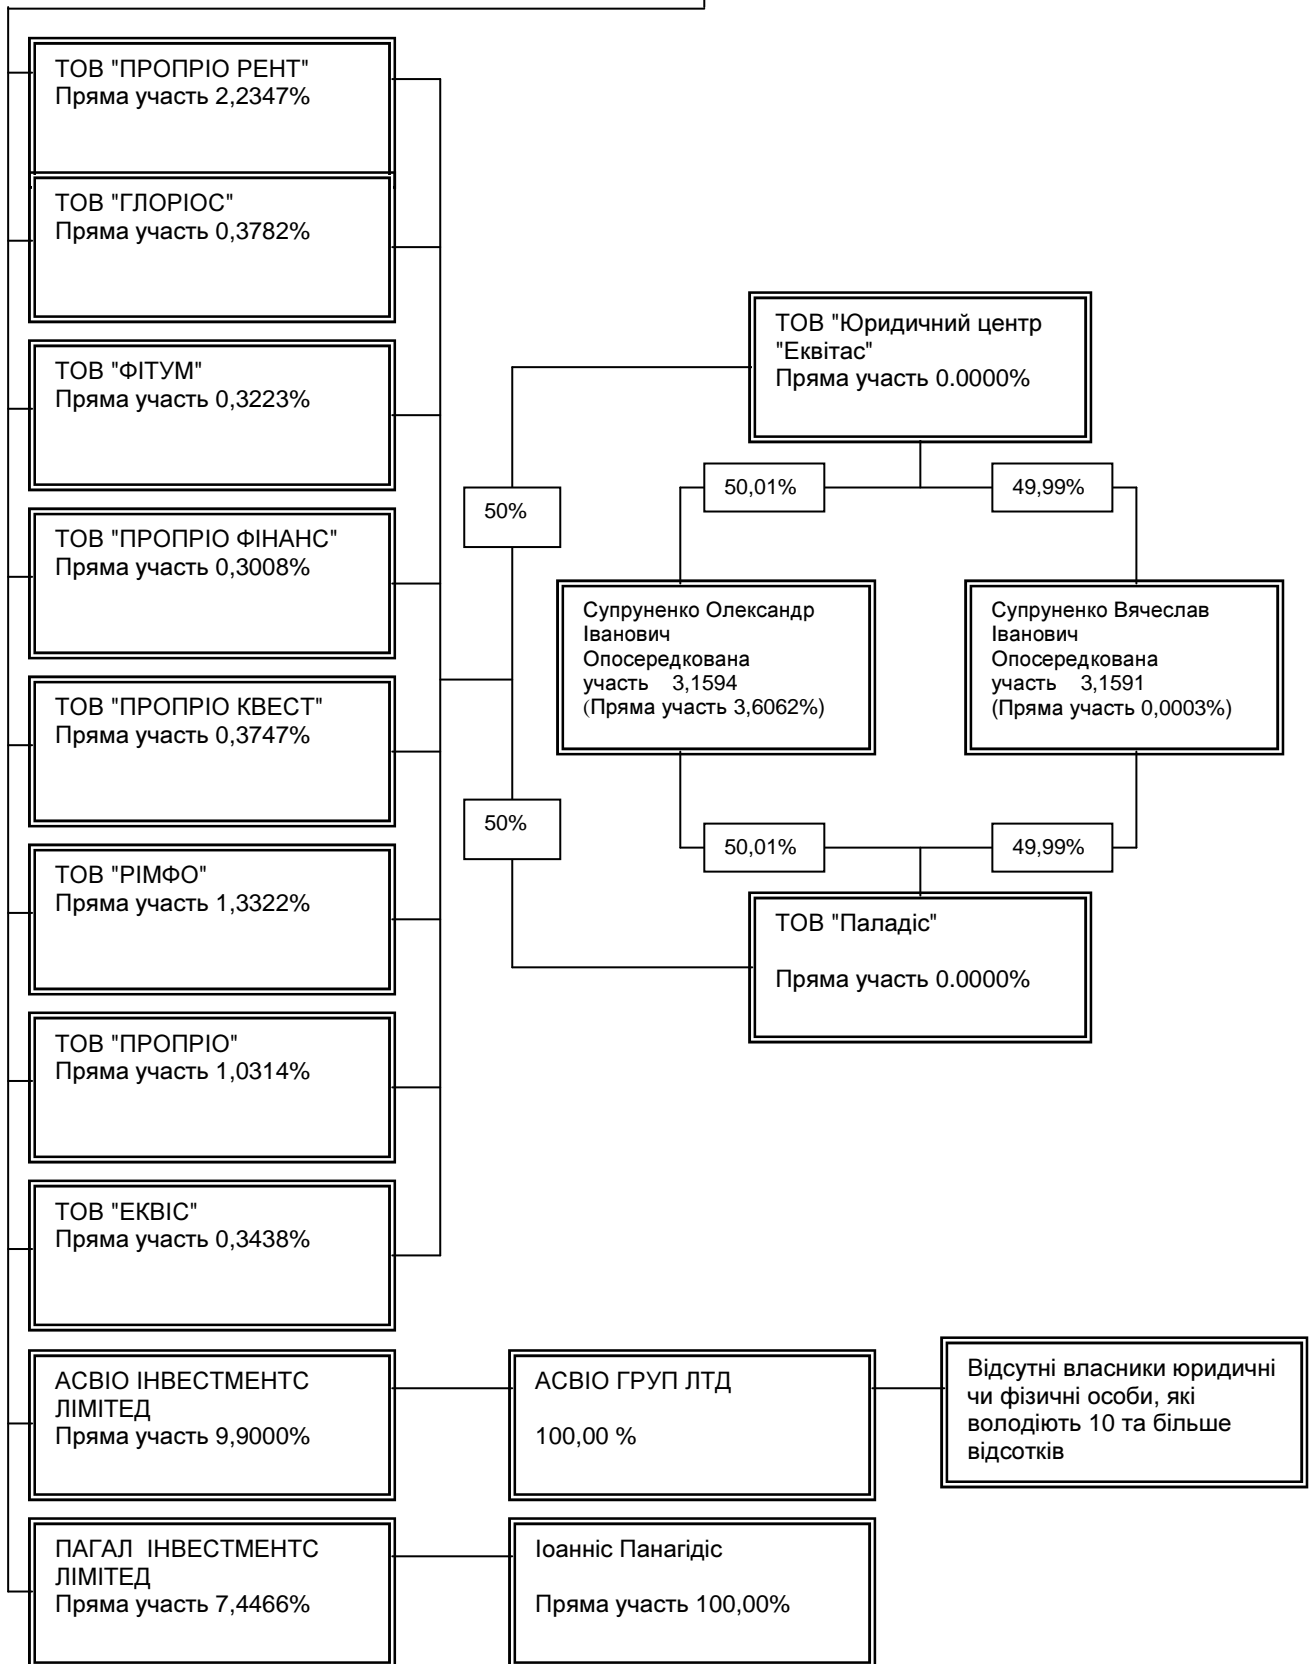 ТОВ "ПРОПРІО РЕНТ"
Пряма участь 2,2347%
ТОВ "ГЛОРІОС"
Пряма участь 0,3782%
ТОВ "ФІТУМ"
Пряма участь 0,3223%
ТОВ "ПРОПРІО ФІНАНС"
Пряма участь 0,3008%
ТОВ "ПРОПРІО КВЕСТ"
Пряма участь 0,3747%
ТОВ "РІМФО"
Пряма участь 1,3322%
ТОВ "ПРОПРІО"
Пряма участь 1,0314%
ТОВ "ЕКВІС"
Пряма участь 0,3438%
50%
50%
ТОВ "Юридичний центр
"Еквітас"
Пряма участь 0.0000%
50,01%
49,99%
Супруненко Олександр
Іванович
Опосередкована
участь 3,1594
(Пряма участь 3,6062%)
Супруненко Вячеслав
Іванович
Опосередкована
участь 3,1591
(Пряма участь 0,0003%)
50,01%
49,99%
ТОВ "Паладіс"
Пряма участь 0.0000%
АСВІО ІНВЕСТМЕНТС
ЛІМІТЕД
Пряма участь 9,9000%
АСВІО ГРУП ЛТД
100,00 %
Відсутні власники юридичні
чи фізичні особи, які
володіють 10 та більше
відсотків
ПАГАЛ ІНВЕСТМЕНТС
ЛІМІТЕД
Пряма участь 7,4466%
Іоанніс Панагідіс
Пряма участь 100,00%